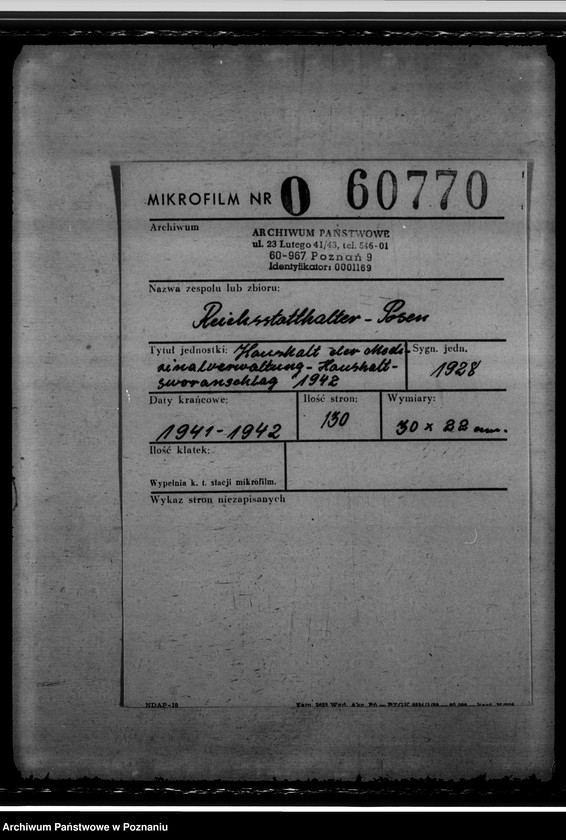 MIKROFILM NR 0 60770
Archiwum
ARCHIWUM PAŃSTWOWE
ul. 23 Lutego 41/43, tel. 546-01
60-967 Poznań 9
Identyfikator: 0001169
Nazwa zespołu lub zbioru:
Reichsstatthalter - Posen
Tytuł jednostki: Haushalt der Medi-
zinalverwaltung - Haushalt-
svoranschlag 1942
Sygn. jedn.
1928
Daty krańcowe:
1941-1942
Ilość stron:
130
Wymiary:
30 x 22 cm.
Ilość klatek:
Wypełnia k. t. stacji mikrofilm.
Wykaz stron niezapisanych
NDAP-18
Archiwum Państwowe w Poznaniu